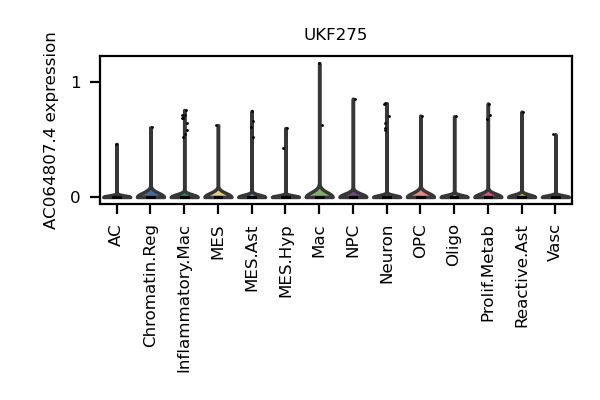 UKF275
AC064807.4 expression
1
0
AC
Chromatin.Reg
Inflammatory.Mac
MES
MES.Ast
MES.Hyp
Mac
NPC
Neuron
OPC
Oligo
Prolif.Metab
Reactive.Ast
Vasc